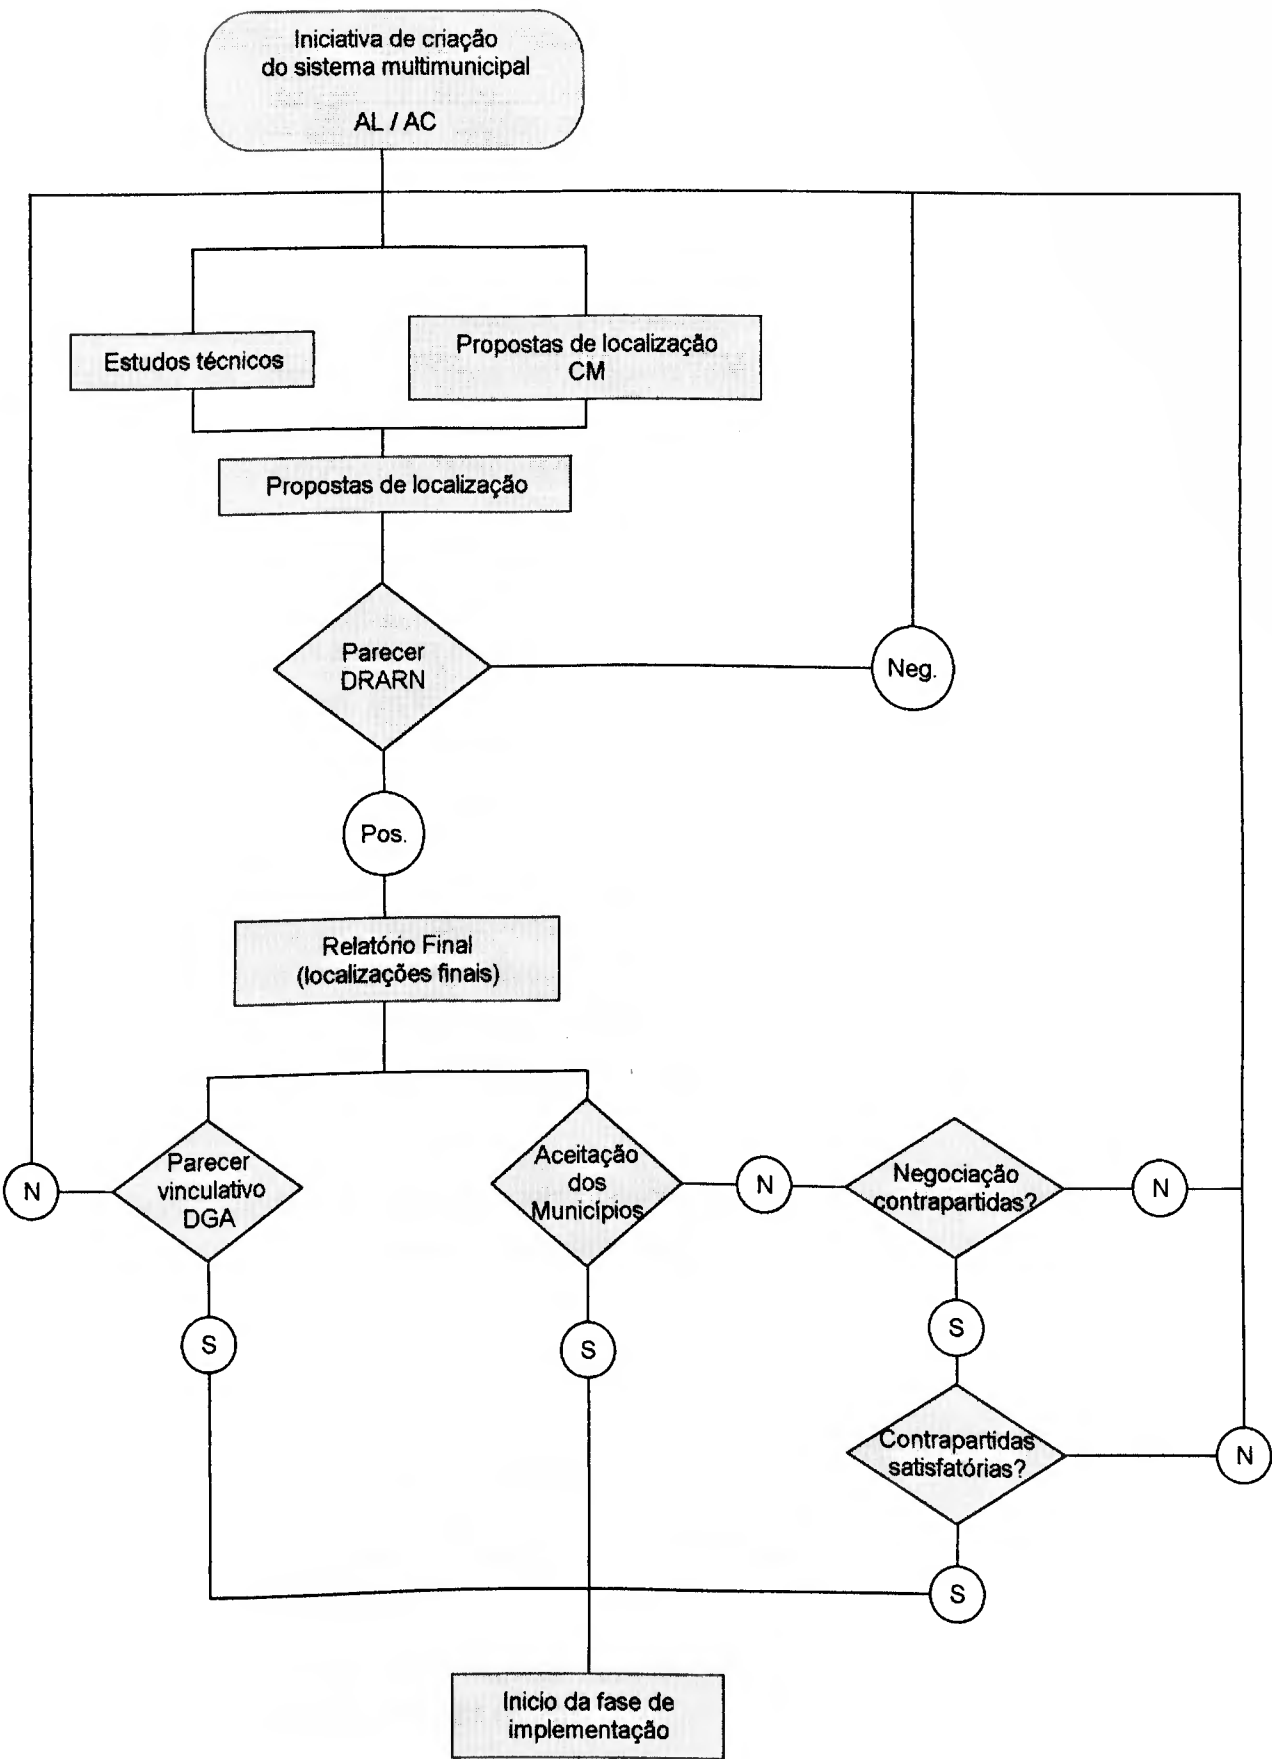 Iniciativa de criação
do sistema multimunicipal
AL / AC
Estudos técnicos
Propostas de localização
CM
Propostas de localização
Parecer
DRARN
Neg.
Pos.
Relatório Final
(localizações finais)
Parecer
vinculativo
DGA
N
Aceitação
dos
Municípios
N
Negociação
contrapartidas?
N
S
S
S
Contrapartidas
satisfatórias?
N
S
Inicio da fase de
implementação